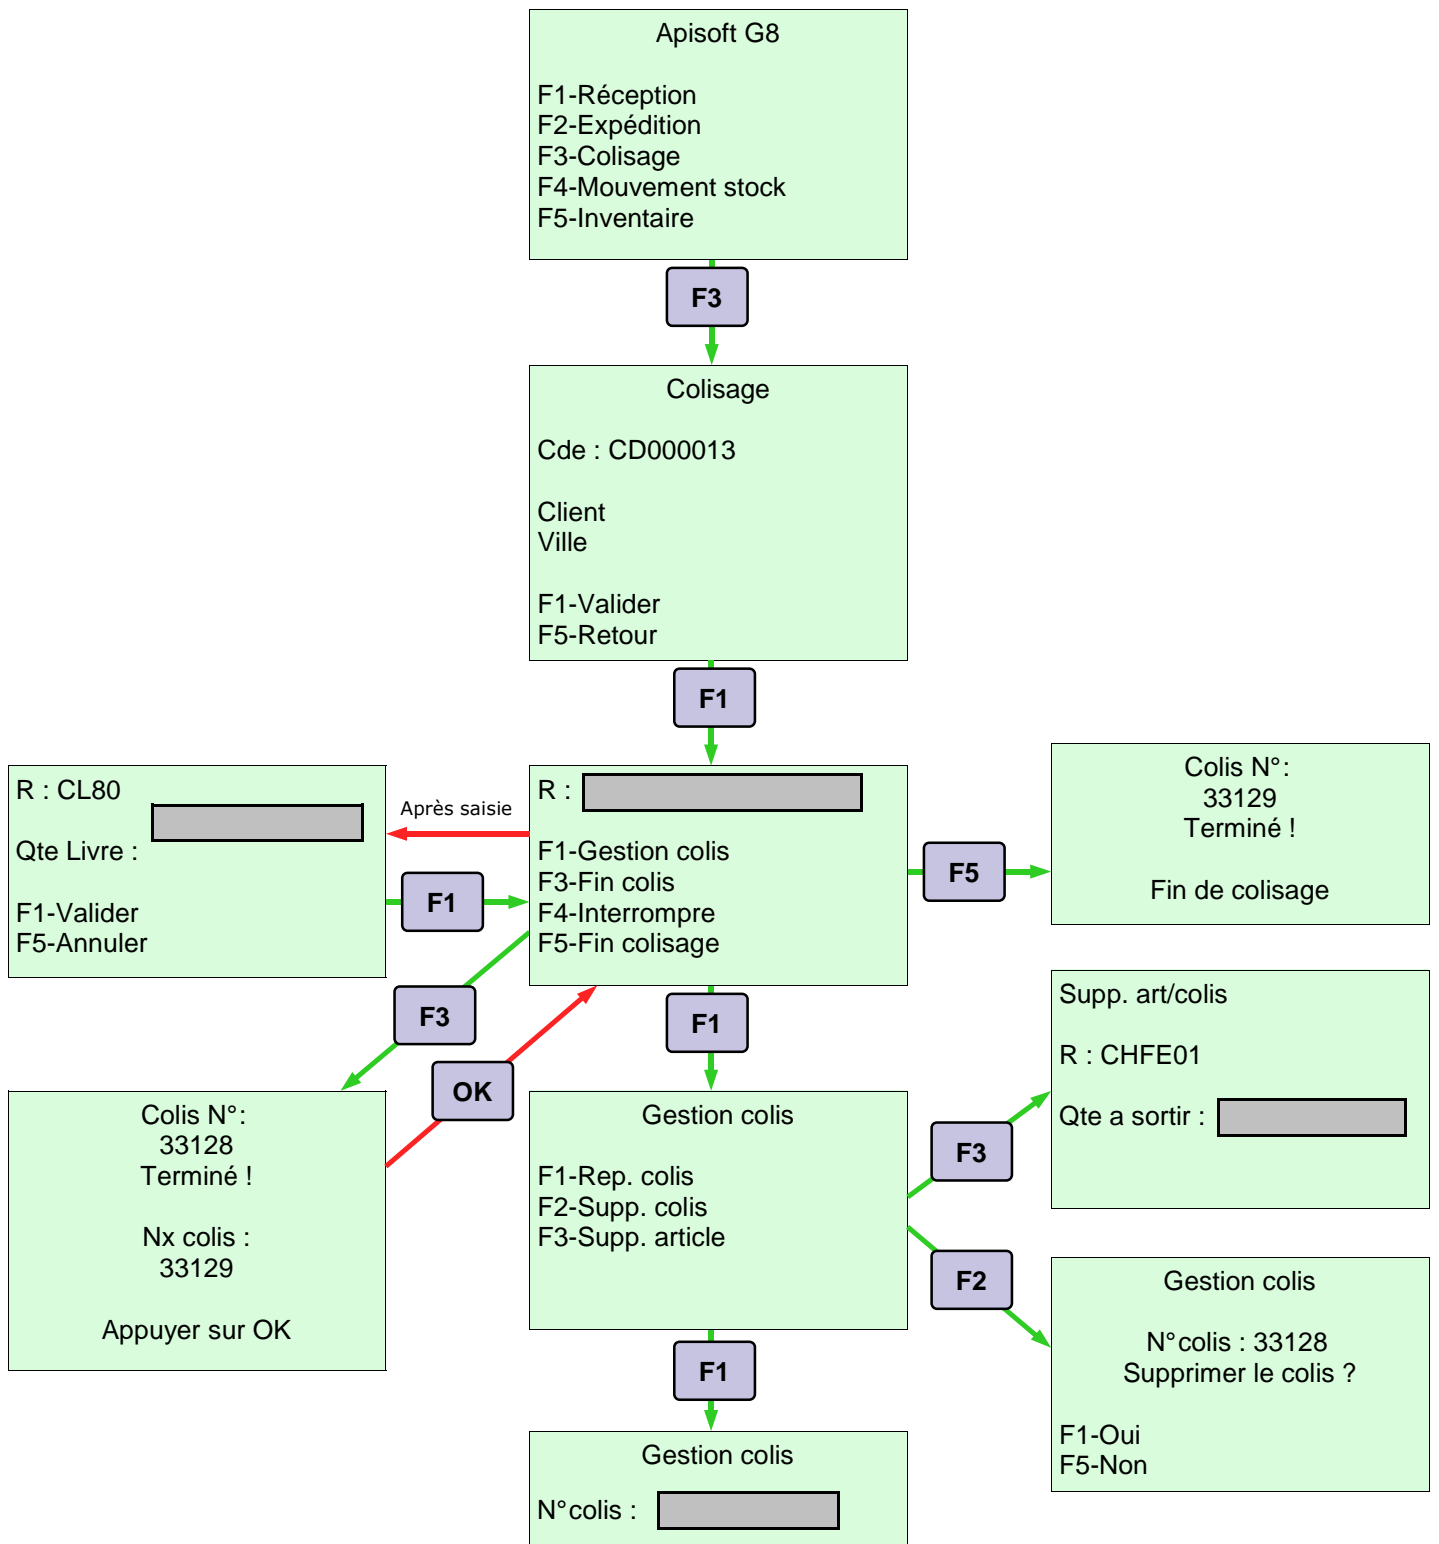 Apisoft G8
F1-Réception
F2-Expédition
F3-Colisage
F4-Mouvement stock
F5-Inventaire
F3
Colisage
Cde : CD000013
Client
Ville
F1-Valider
F5-Retour
F1
R : CL80
Qte Livre :
F1-Valider
F5-Annuler
Après saisie
F1
R :
F1-Gestion colis
F3-Fin colis
F4-Interrompre
F5-Fin colisage
F5
Colis N°:
33129
Terminé !
Fin de colisage
F3
OK
F1
Colis N°:
33128
Terminé !
Nx colis :
33129
Appuyer sur OK
Gestion colis
F1-Rep. colis
F2-Supp. colis
F3-Supp. article
F3
Supp. art/colis
R : CHFE01
Qte a sortir :
F2
Gestion colis
N° colis : 33128
Supprimer le colis ?
F1-Oui
F5-Non
F1
Gestion colis
N° colis :